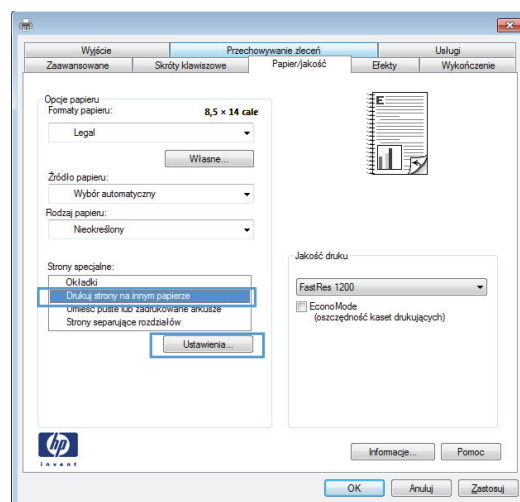 Wyjście
Przechowywanie zleceń
Usługi
Zaawansowane
Skróty klawiszowe
Papier/jakość
Efekty
Wykończenie
Opcje papieru
Formaty papieru:
8,5 × 14 cale
Legal
Własne...
Źródło papieru:
Wybór automatyczny
Rodzaj papieru:
Nieokreślony
Strony specjalne:
Okładki
Drukuj strony na innym papierze
Umieść puste lub zadrukowane arkusze
Strony separujące rozdziałów
Ustawienia...
E
Jakość druku
FastRes 1200
EconoMode
(oszczędność kaset drukujących)
hp
invent
Informacje...
Pomoc
OK
Anuluj
Zastosuj